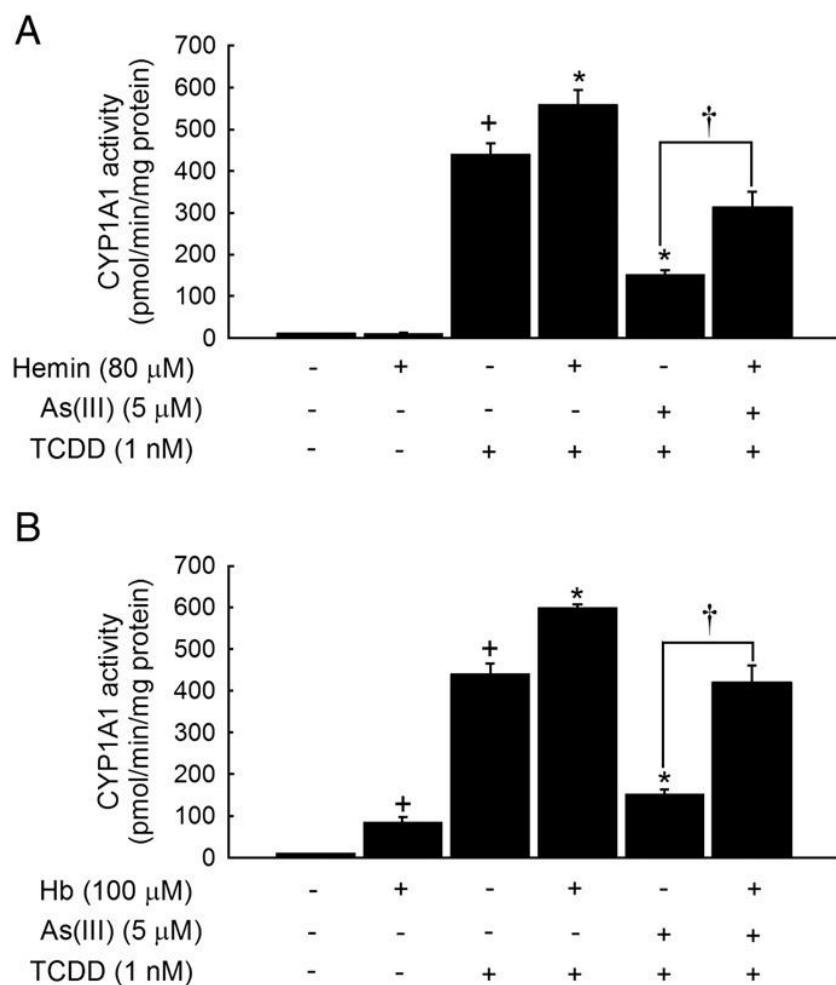 A
CYP1A1 activity
(pmol/min/mg protein)
700
600
500
400
300
200
100
0
+
*
*
†
Hemin (80 μM) - + - + - +
As(III) (5 μM) - - - - + +
TCDD (1 nM) - - + + + +
B
CYP1A1 activity
(pmol/min/mg protein)
700
600
500
400
300
200
100
0
+
+
*
*
†
Hb (100 μM) - + - + - +
As(III) (5 μM) - - - - + +
TCDD (1 nM) - - + + + +